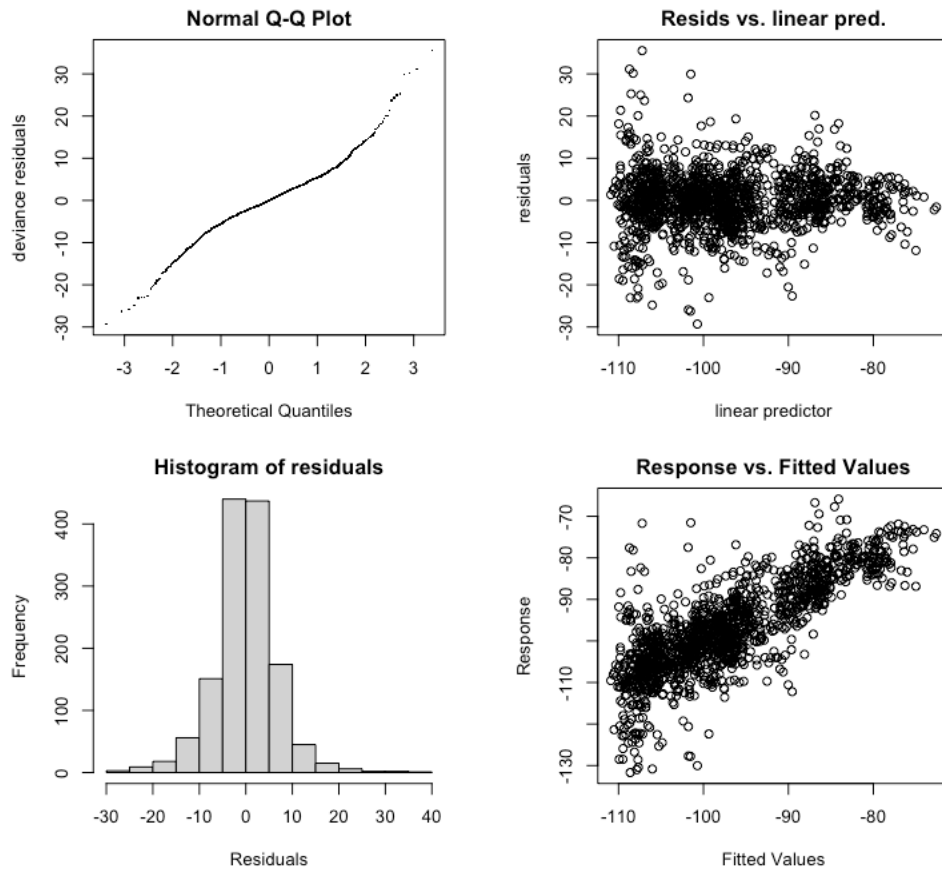 Normal Q-Q Plot
deviance residuals
-30 -20 -10 0 10 20 30
-3 -2 -1 0 1 2 3
Theoretical Quantiles
Resids vs. linear pred.
residuals
-30 -20 -10 0 10 20 30
-110 -100 -90 -80
linear predictor
Histogram of residuals
Frequency
0 100 200 300 400
-30 -20 -10 0 10 20 30 40
Residuals
Response vs. Fitted Values
Response
-130 -110 -90 -80 -70
-110 -100 -90 -80
Fitted Values